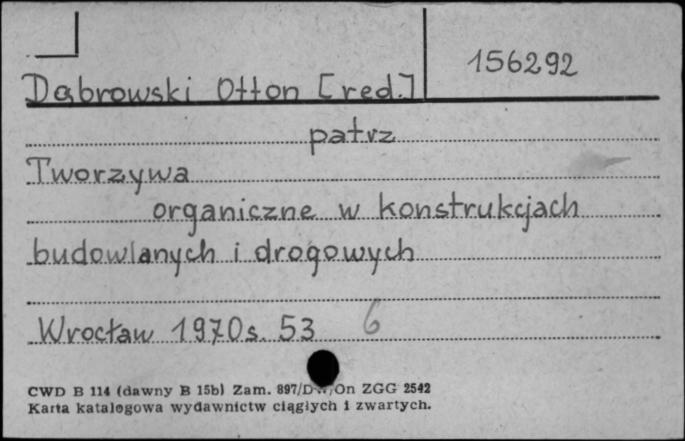 156292
Dąbrowski Otton [red.]
patrz
Tworzywa
organiczne w konstrukcjach
budowlanych i drogowych
Wrocław 1970 s. 53 6
CWD B 114 (dawny B 15b) Zam. 897/D /On ZGG 2542
Karta katalogowa wydawnictw ciągłych i zwartych.